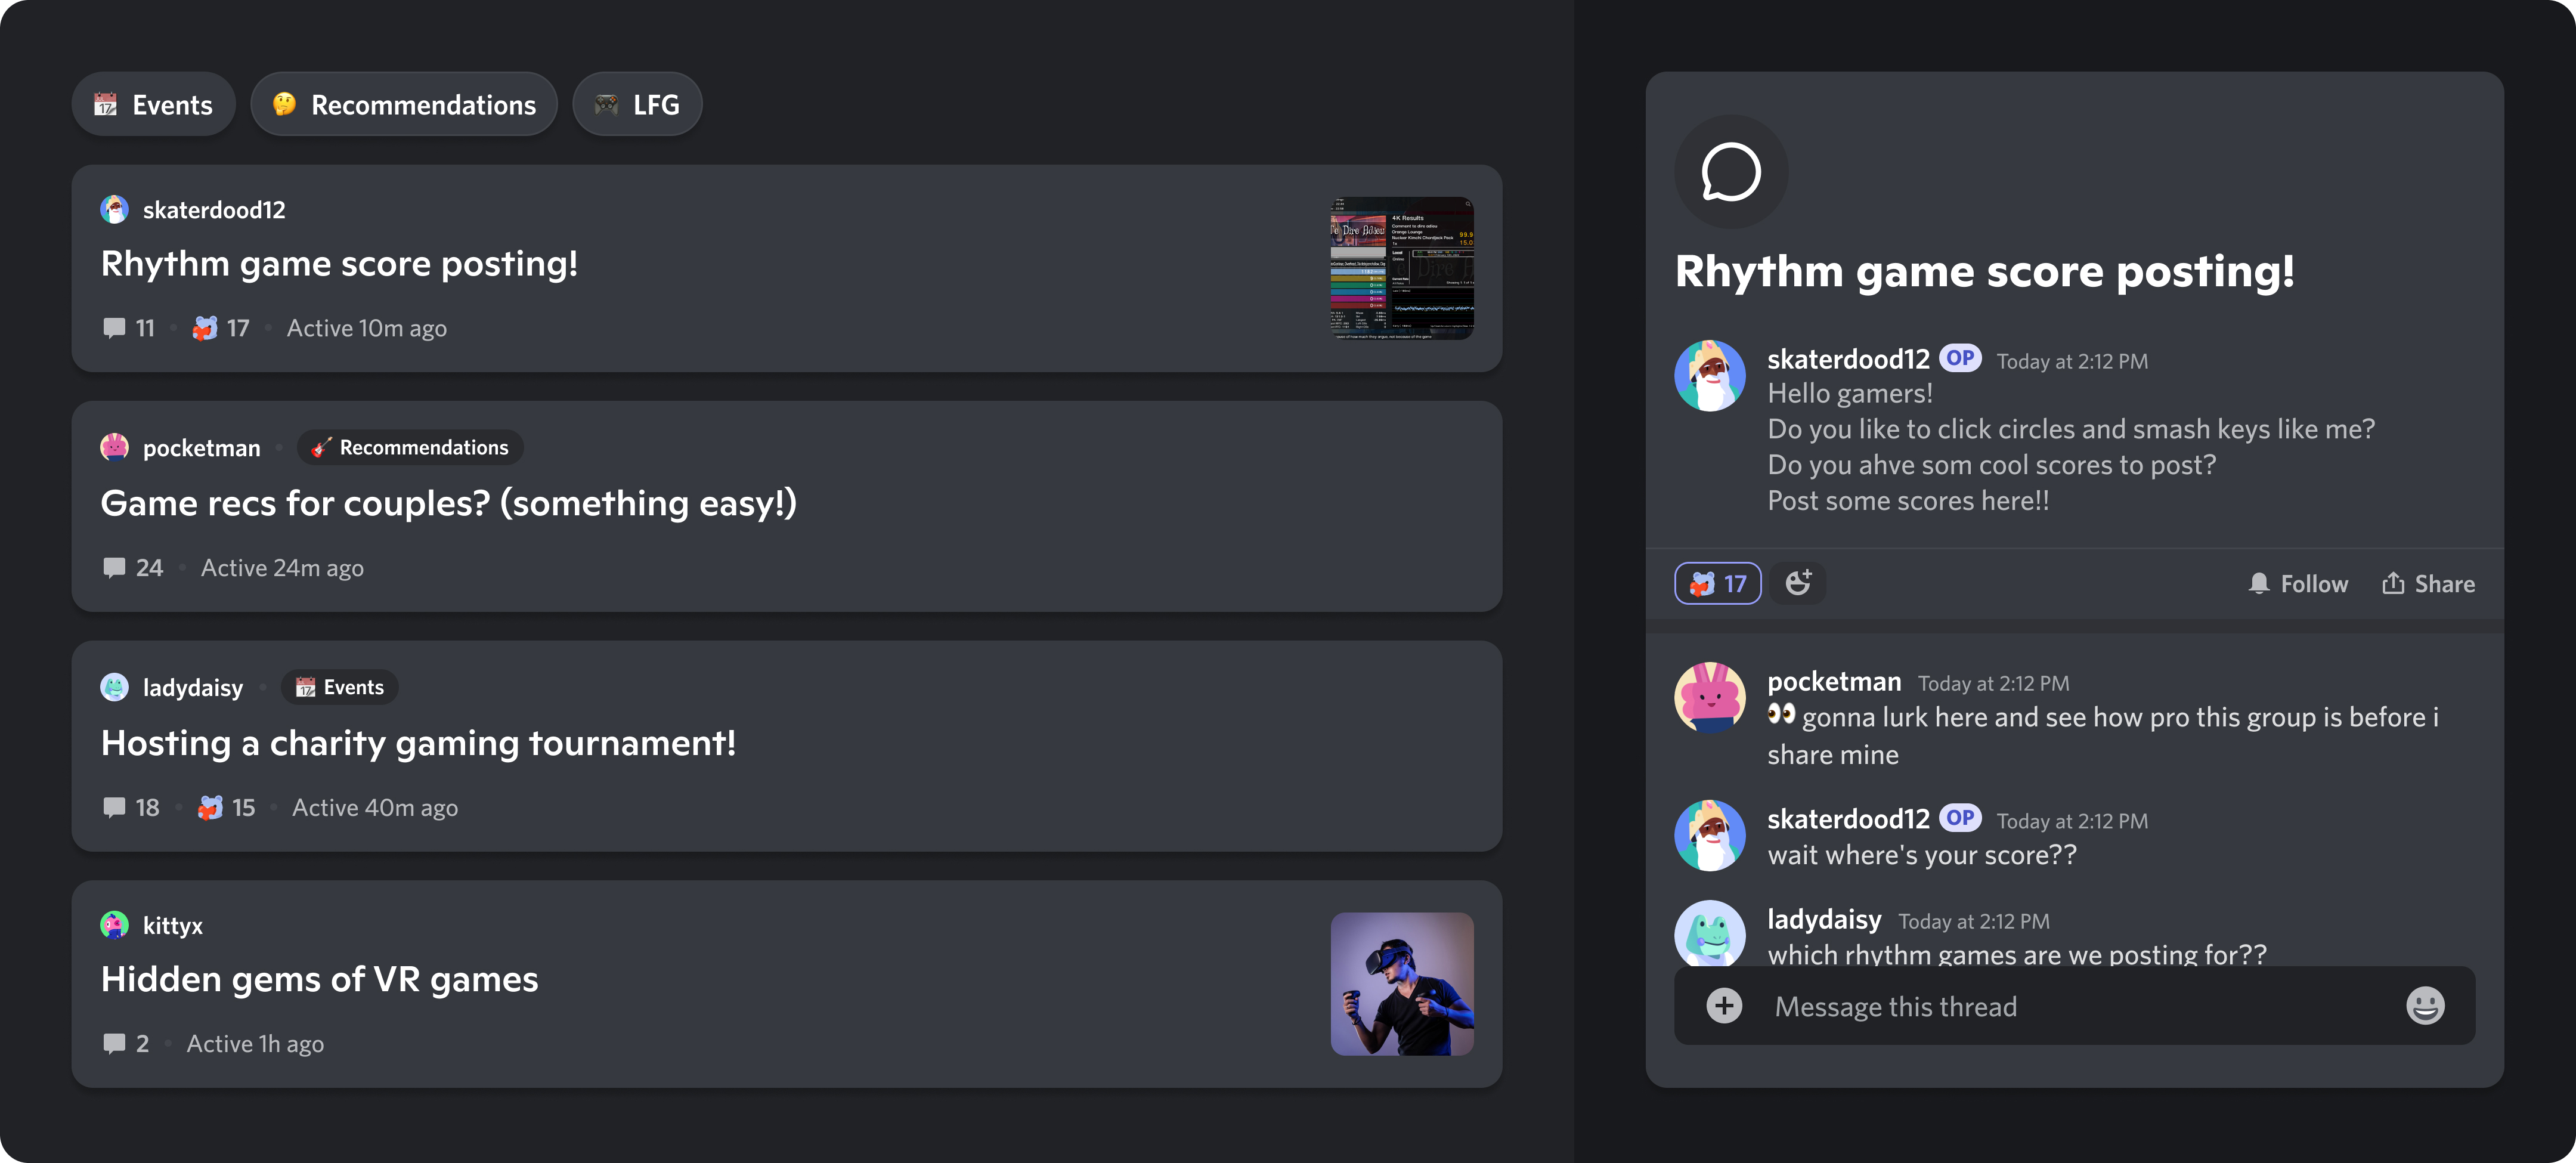 Events
Recommendations
LFG
skaterdood12
Rhythm game score posting!
11 17 Active 10m ago
4K Results
pocketman Recommendations
Game recs for couples? (something easy!)
24 Active 24m ago
ladydaisy Events
Hosting a charity gaming tournament!
18 15 Active 40m ago
kittyx
Hidden gems of VR games
2 Active 1h ago
Rhythm game score posting!
skaterdood12 OP Today at 2:12 PM
Hello gamers!
Do you like to click circles and smash keys like me?
Do you ahve som cool scores to post?
Post some scores here!!
17
Follow
Share
pocketman Today at 2:12 PM
gonna lurk here and see how pro this group is before i
share mine
skaterdood12 OP Today at 2:12 PM
wait where's your score??
ladydaisy Today at 2:12 PM
which rhythm games are we posting for??
Message this thread